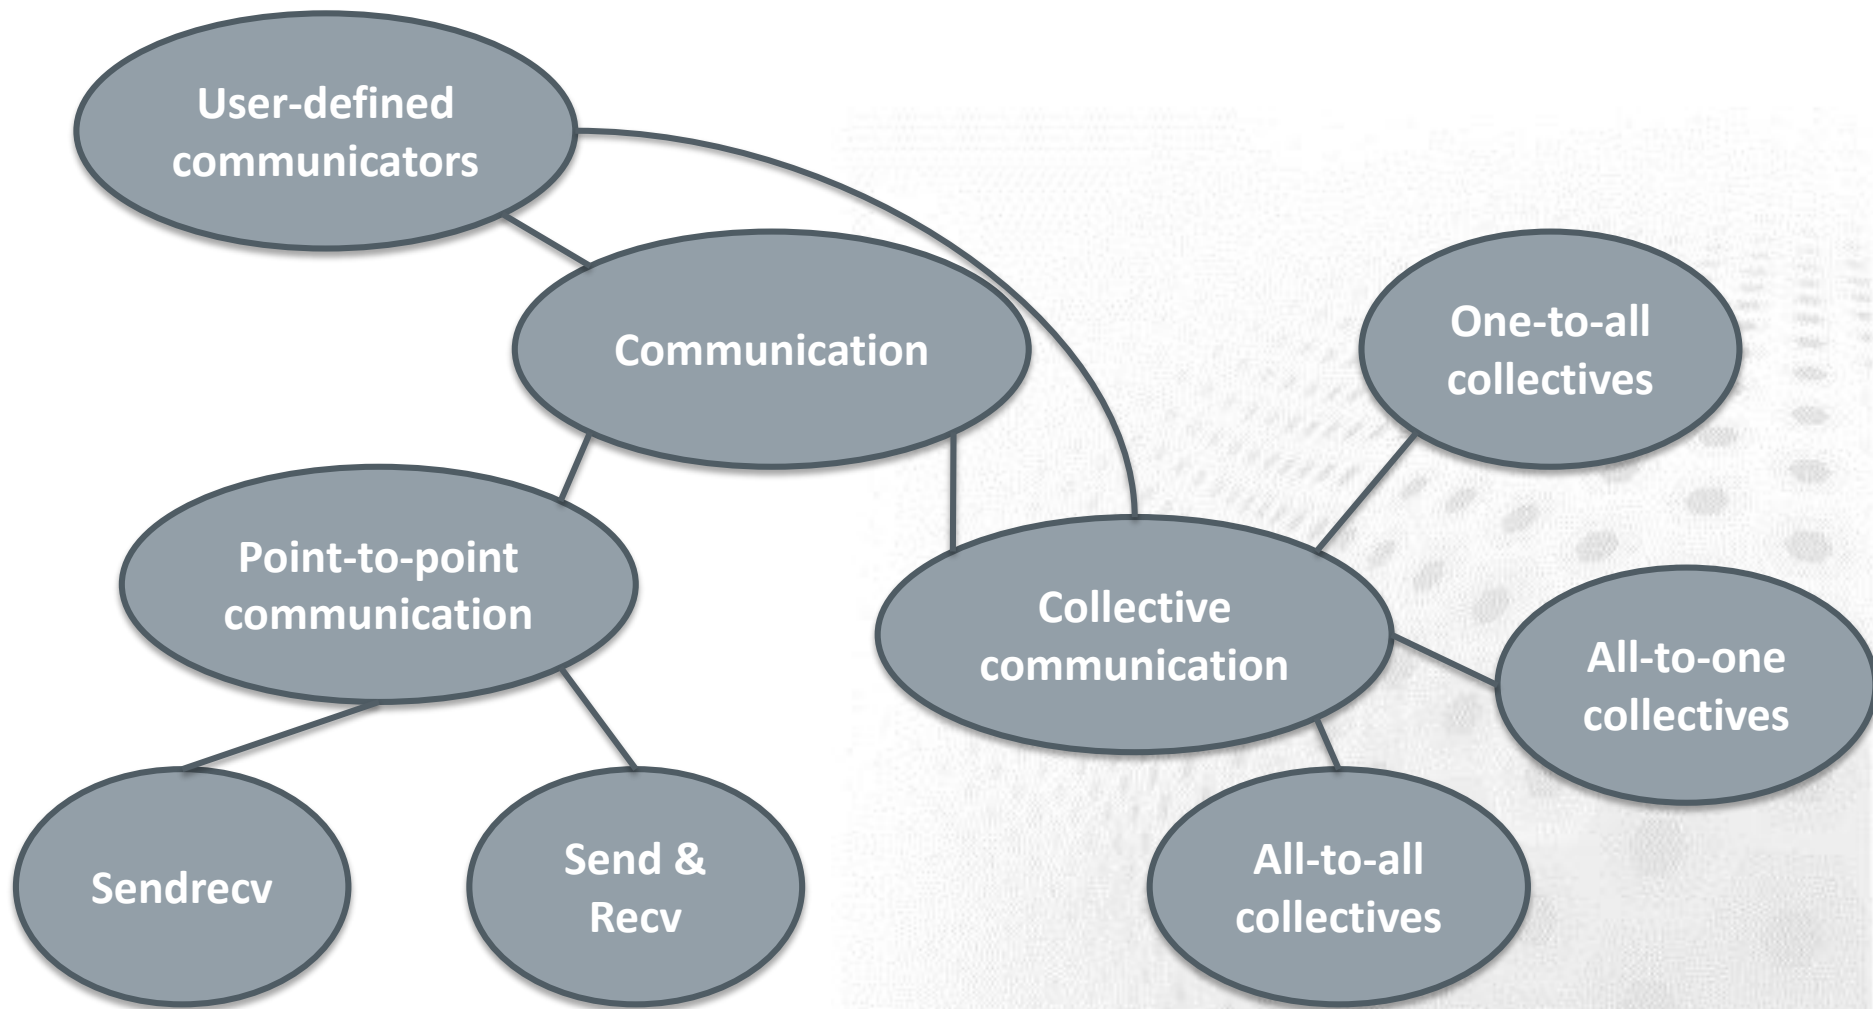 User-defined
communicators
Communication
One-to-all
collectives
Point-to-point
communication
Collective
communication
All-to-one
collectives
Sendrecv
Send &
Recv
All-to-all
collectives